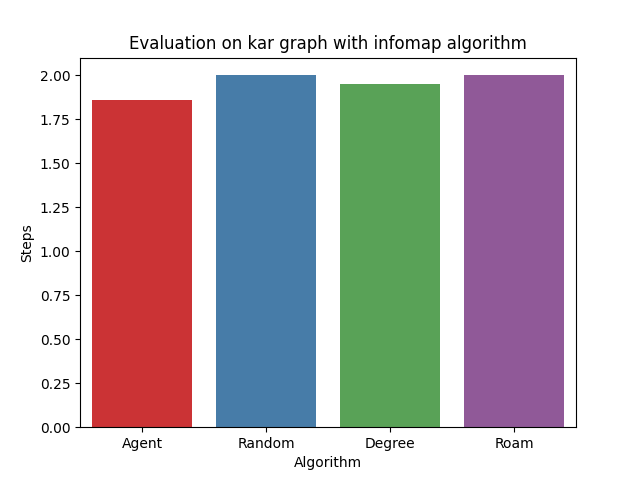 Evaluation on kar graph with infomap algorithm
2.00
1.75
1.50
1.25
1.00
0.75
0.50
0.25
0.00
Steps
Agent Random Degree Roam
Algorithm